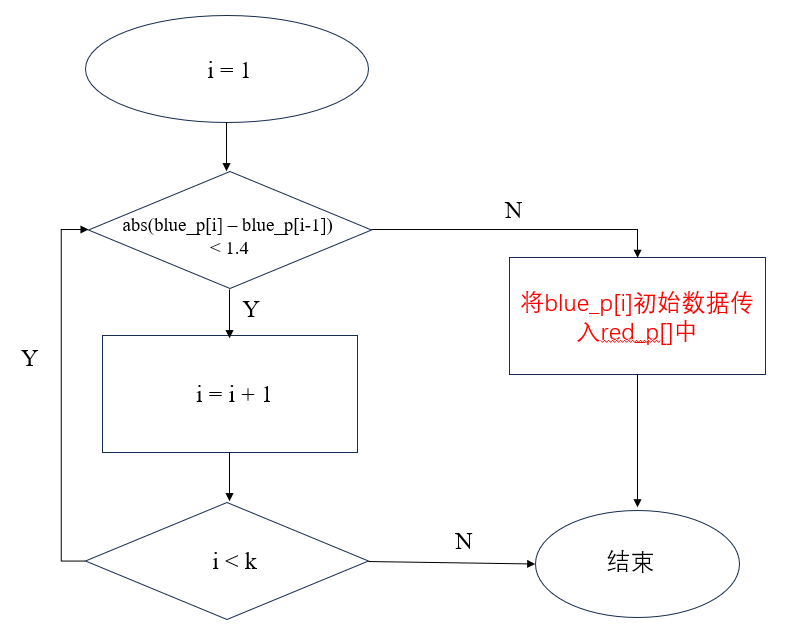 i = 1
abs(blue_p[i] – blue_p[i-1])
< 1.4
N
将blue_p[i]初始数据传
入red_p[]中
Y
i = i + 1
Y
i < k
N
结束